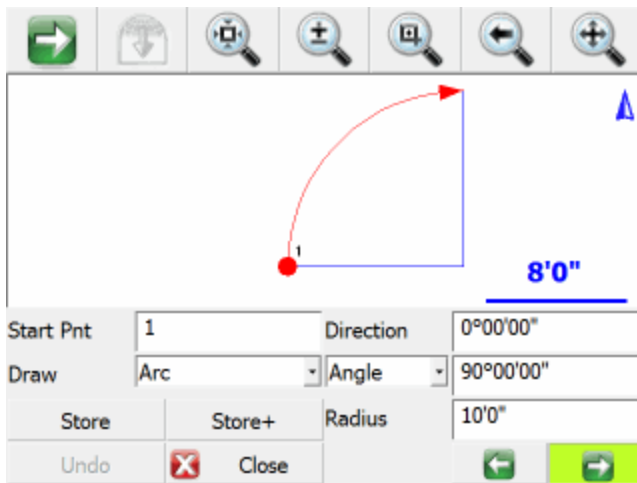 1
8'0"
Start Pnt 1 Direction 0°00'00"
Draw Arc Angle 90°00'00"
Store Store+ Radius 10'0"
Undo Close